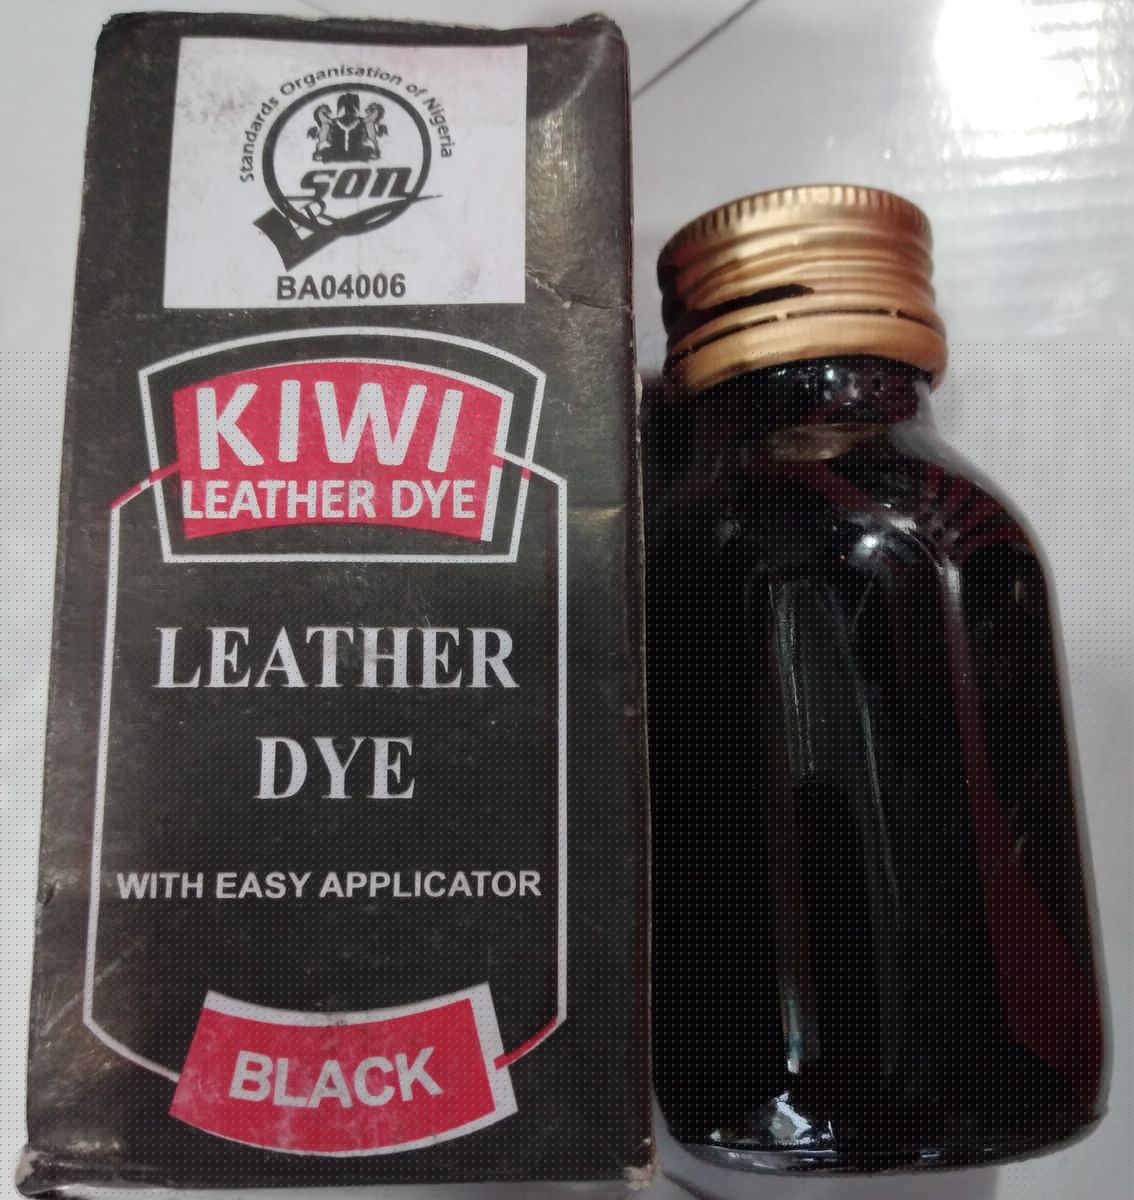 Standards Organisation of Nigeria
son
BA04006
KIWI
LEATHER DYE
LEATHER
DYE
WITH EASY APPLICATOR
BLACK